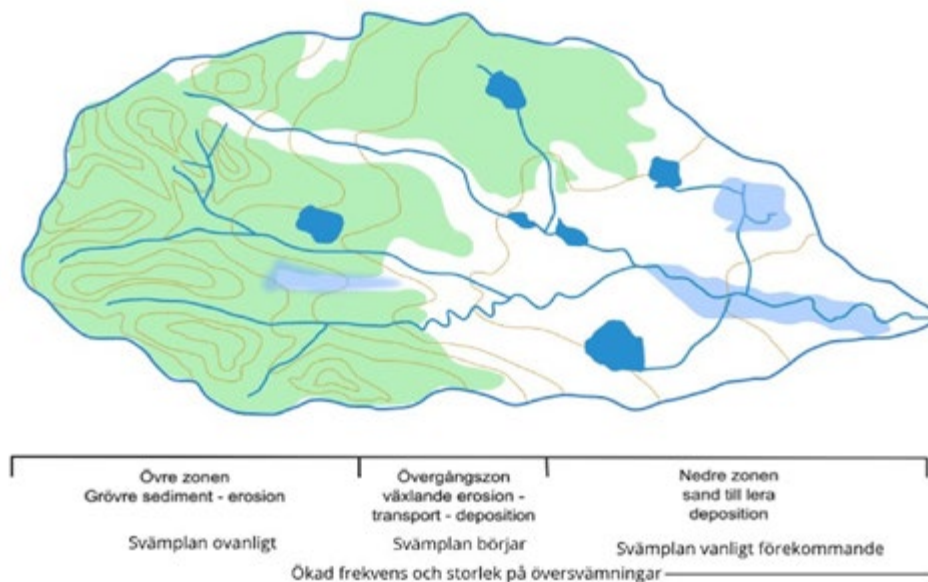 Övre zonen
Grövre sediment - erosion
Svämplan ovanligt
Övergångszon
växlande erosion -
transport - deposition
Svämplan börjar
Nedre zonen
sand till lera
deposition
Svämplan vanligt förekommande
Ökad frekvens och storlek på översvämningar